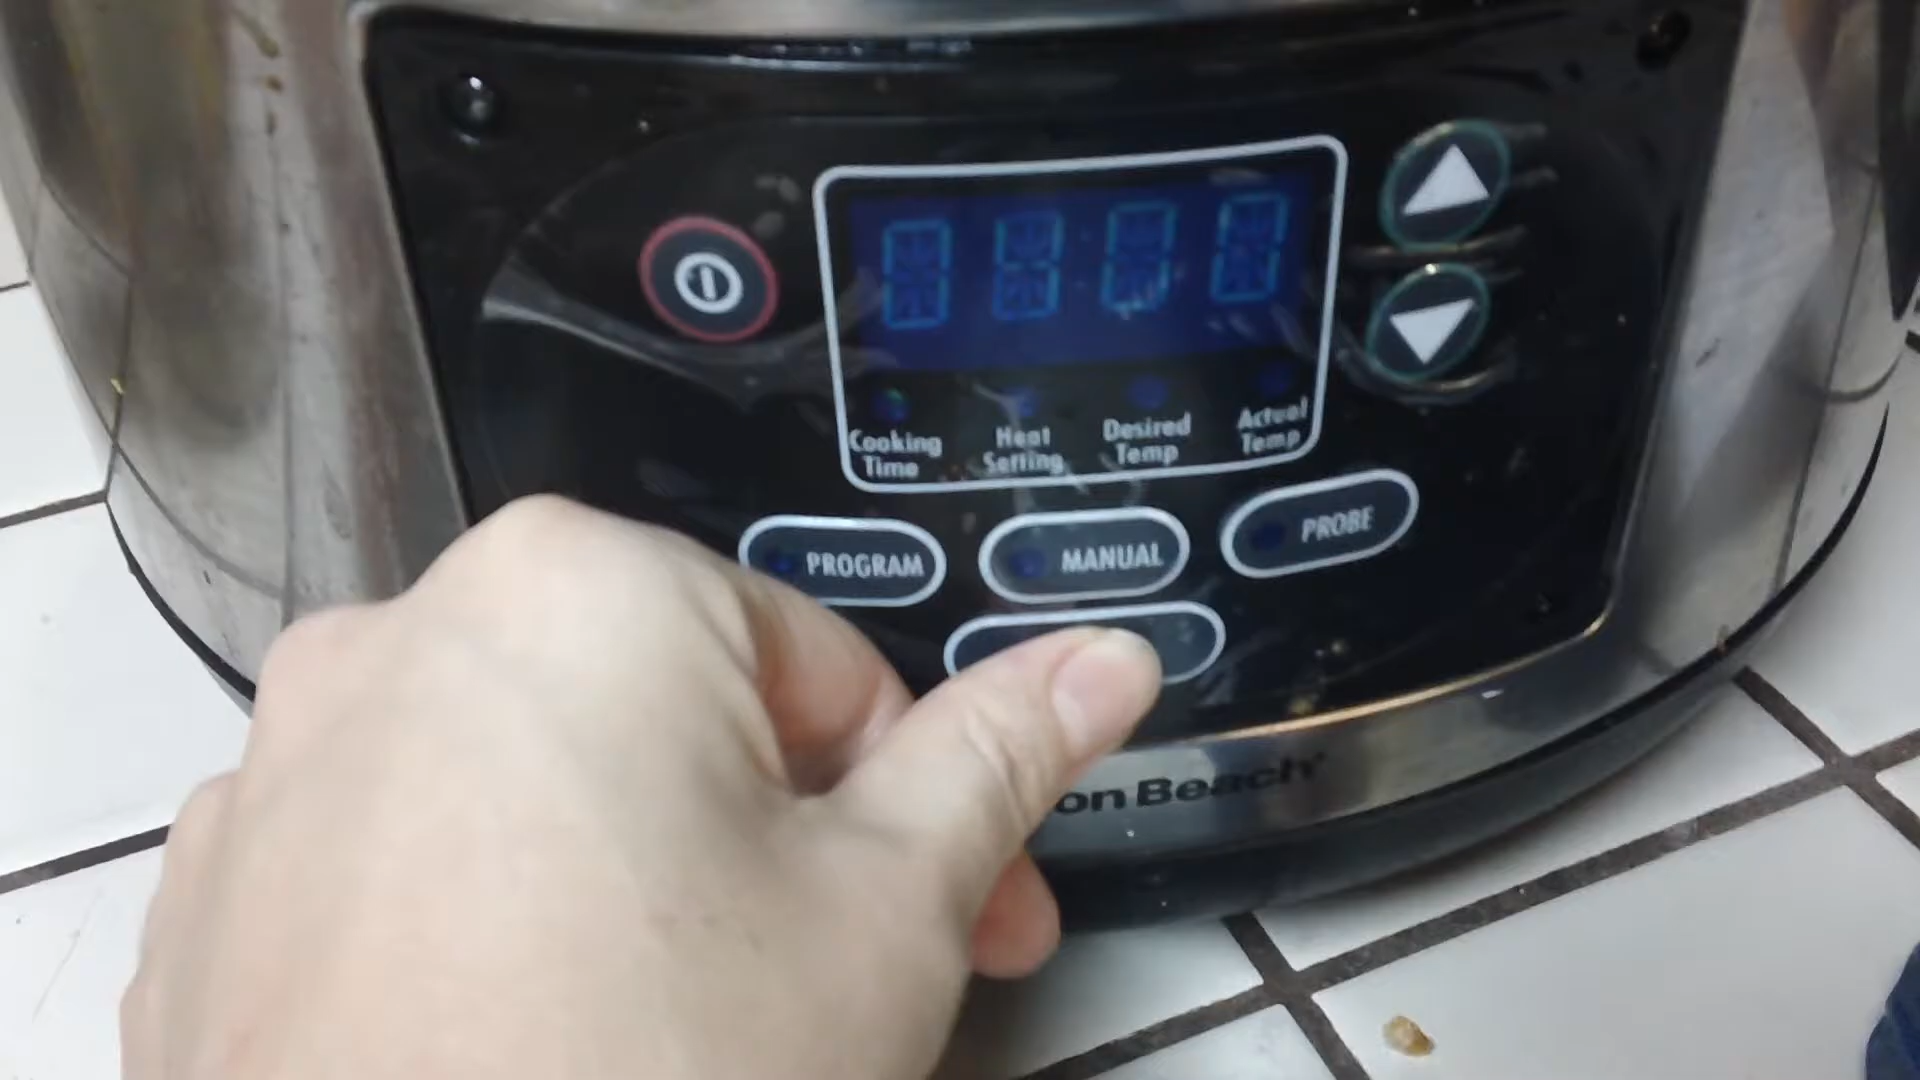 Cooking
Time
Heat
Setting
Desired
Temp
Actual
Temp
PROGRAM
MANUAL
PROBE
on Beach